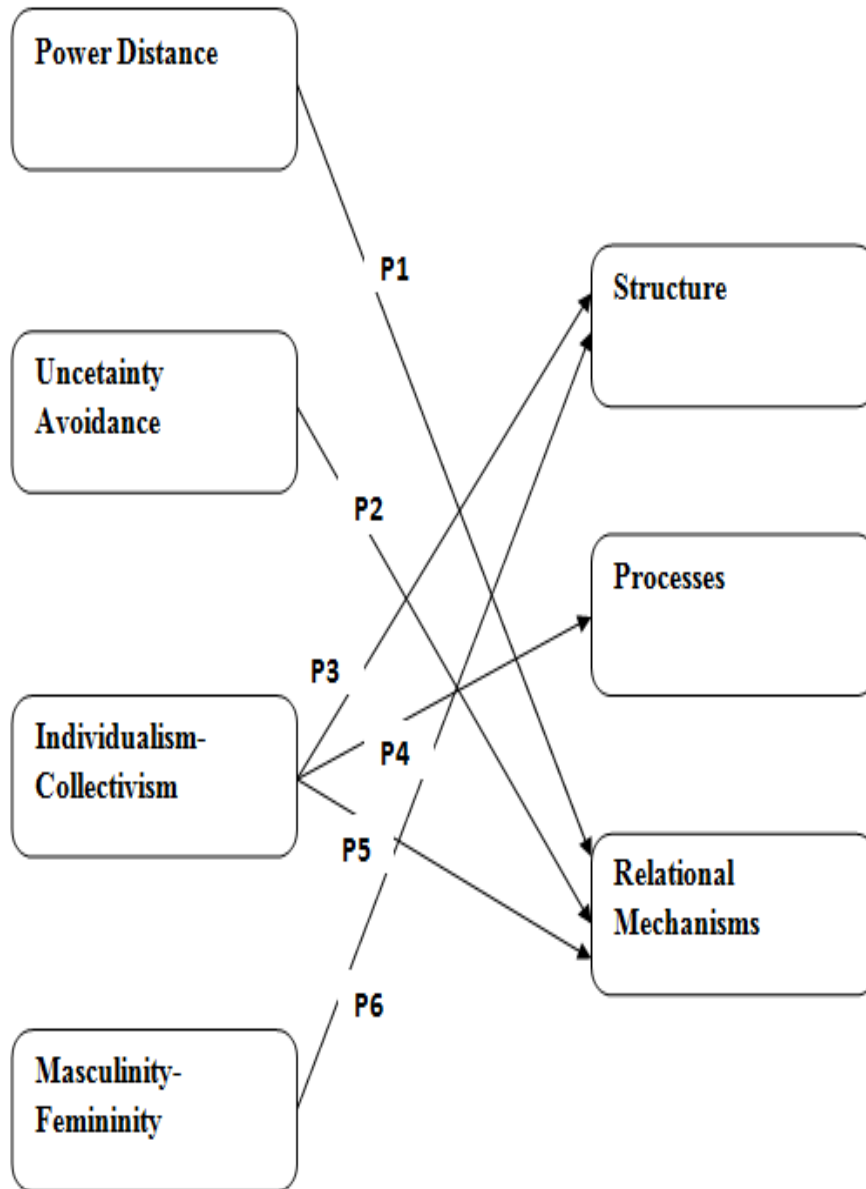 Power Distance
P1
Structure
Uncetainty
Avoidance
P2
Processes
P3
Individualism-
Collectivism
P4
P5
Relational
Mechanisms
P6
Masculinity-
Femininity